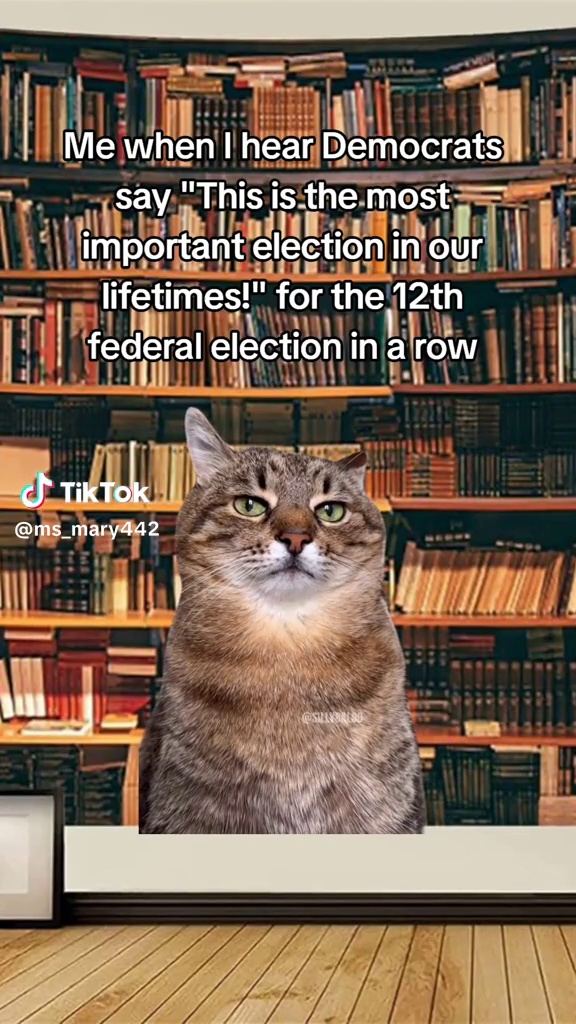 Me when I hear Democrats
say "This is the most
important election in our
lifetimes!" for the 12th
federal election in a row
TikTok
@ms_mary442